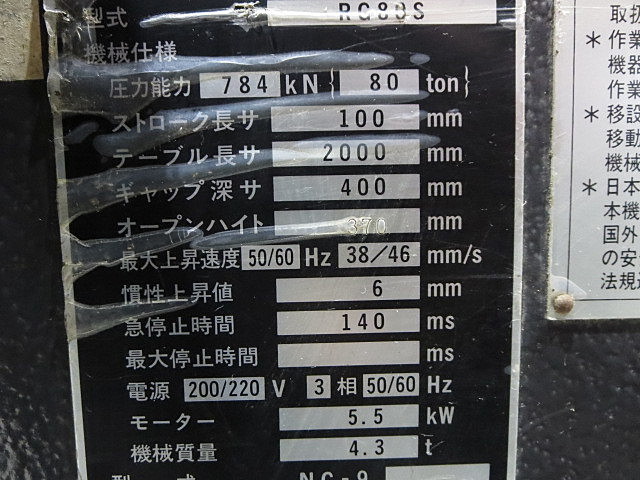 型式 RG80S
機械仕様
圧力能力 784 kN { 80 ton}
ストローク長サ 100 mm
テーブル長サ 2000 mm
ギャップ深サ 400 mm
オープンハイト 370 mm
最大上昇速度 50/60 Hz 38/46 mm/s
慣性上昇値 6 mm
急停止時間 140 ms
最大停止時間 ms
電源 200/220 V 3 相 50/60 Hz
モーター 5.5 kW
機械質量 4.3 t
型式 NC-9
取扱
＊作業
機器
作業
＊移設
移動
機械
＊日本
本機
国外
の安
法規